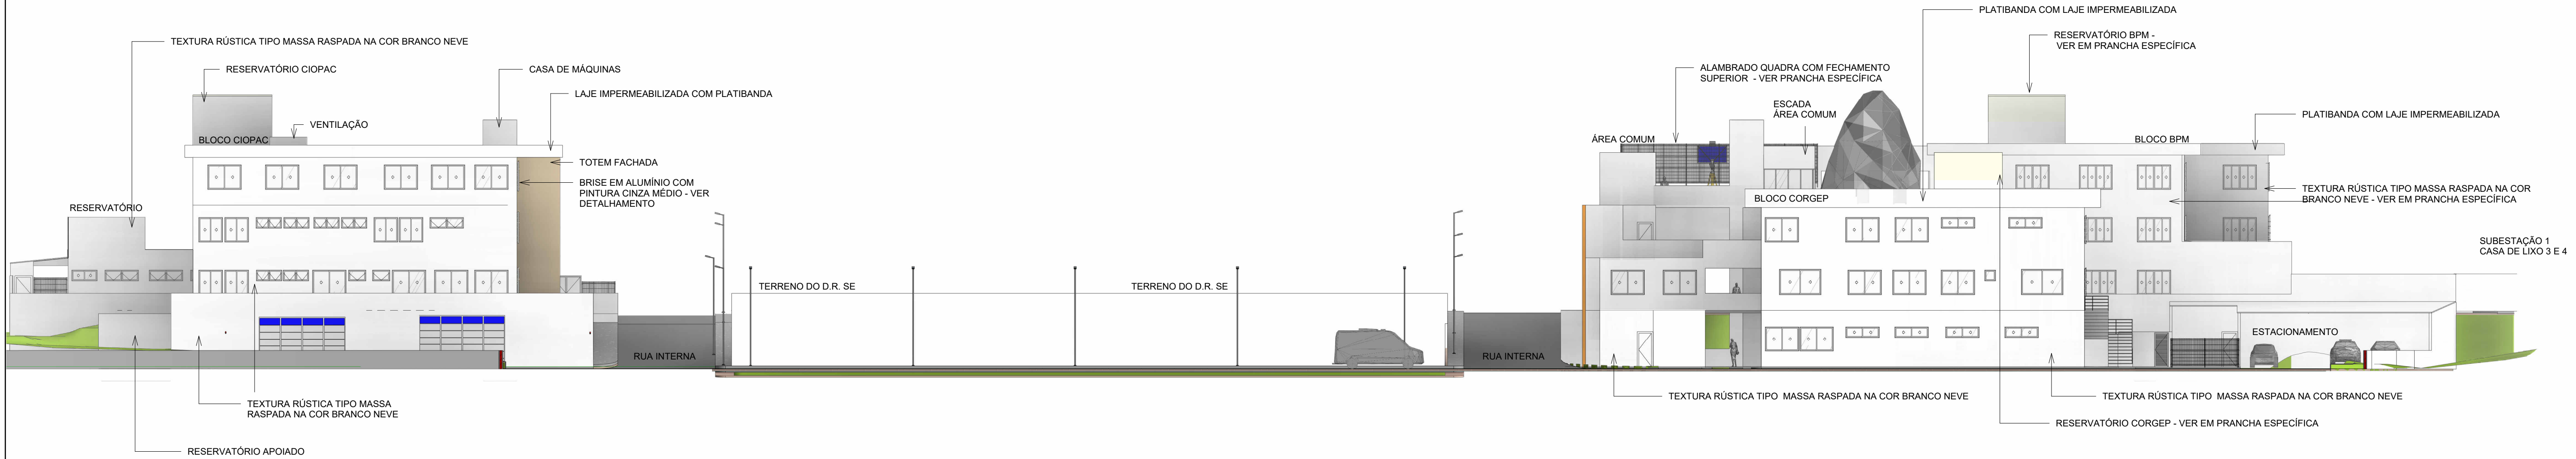 TEXTURA RÚSTICA TIPO MASSA RASPADA NA COR BRANCO NEVE
RESERVATÓRIO CIOPAC
CASA DE MÁQUINAS
LAJE IMPERMEABILIZADA COM PLATIBANDA
VENTILAÇÃO
BLOCO CIOPAC
TOTEM FACHADA
BRISE EM ALUMÍNIO COM
PINTURA CINZA MÉDIO - VER
DETALHAMENTO
RESERVATÓRIO
RUA INTERNA
TEXTURA RÚSTICA TIPO MASSA
RASPADA NA COR BRANCO NEVE
RESERVATÓRIO APOIADO
TERRENO DO D.R. SE
TERRENO DO D.R. SE
RUA INTERNA
PLATIBANDA COM LAJE IMPERMEABILIZADA
RESERVATÓRIO BPM -
VER EM PRANCHA ESPECÍFICA
ALAMBRADO QUADRA COM FECHAMENTO
SUPERIOR - VER PRANCHA ESPECÍFICA
ESCADA
ÁREA COMUM
ÁREA COMUM
PLATIBANDA COM LAJE IMPERMEABILIZADA
BLOCO BPM
BLOCO CORGEP
TEXTURA RÚSTICA TIPO MASSA RASPADA NA COR
BRANCO NEVE - VER EM PRANCHA ESPECÍFICA
SUBESTAÇÃO 1
CASA DE LIXO 3 E 4
ESTACIONAMENTO
TEXTURA RÚSTICA TIPO MASSA RASPADA NA COR BRANCO NEVE
TEXTURA RÚSTICA TIPO MASSA RASPADA NA COR BRANCO NEVE
RESERVATÓRIO CORGEP - VER EM PRANCHA ESPECÍFICA